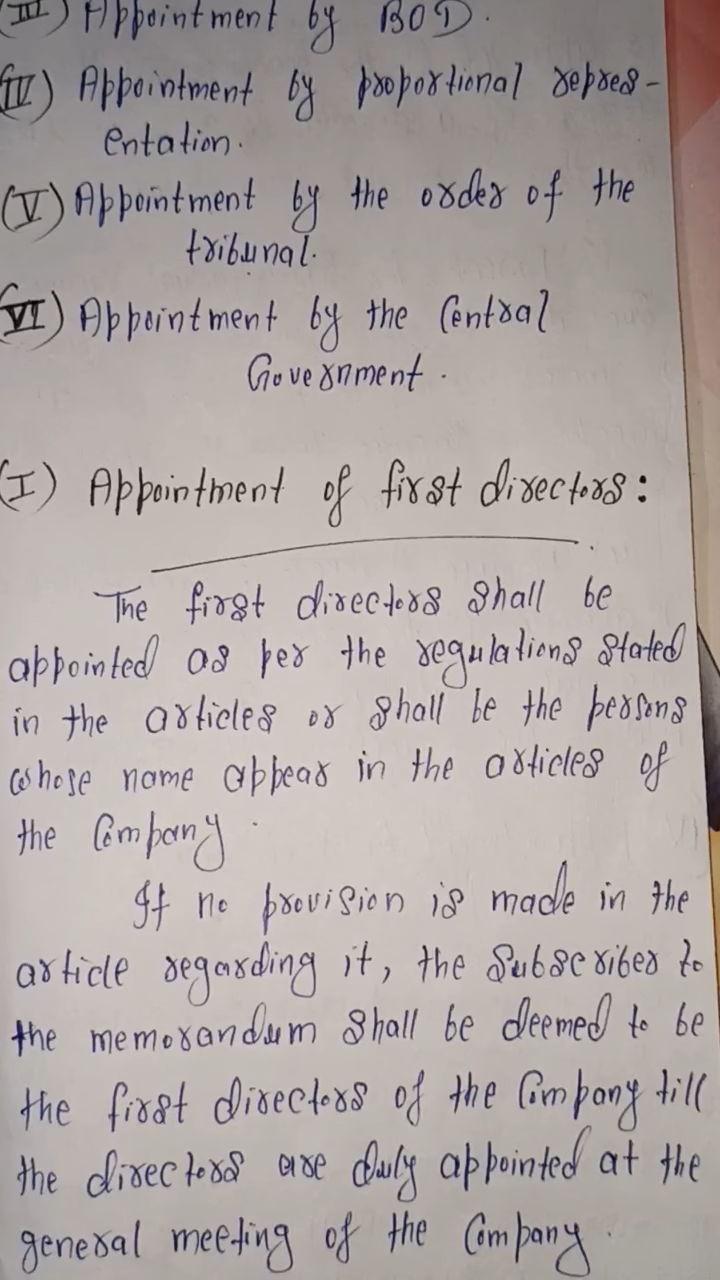 (III) Appointment by BOD.
(IV) Appointment by proportional repres-
entation.
(V) Appointment by the order of the
tribunal.
(VI) Appointment by the Central
Government.
(I) Appointment of first directors:
The first directors shall be
appointed as per the regulations stated
in the articles or shall be the persons
whose name appear in the articles of
the Company.
If no provision is made in the
article regarding it, the Subscriber to
the memorandum shall be deemed to be
the first directors of the Company till
the directors are duly appointed at the
general meeting of the Company.